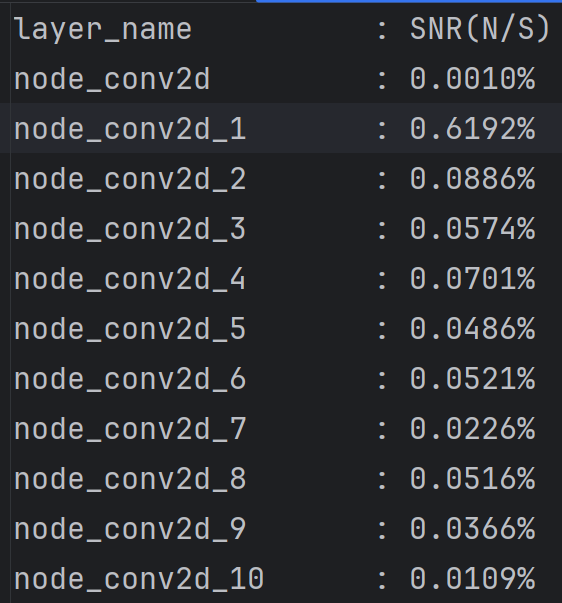 layer_name : SNR(N/S)
node_conv2d : 0.0010%
node_conv2d_1 : 0.6192%
node_conv2d_2 : 0.0886%
node_conv2d_3 : 0.0574%
node_conv2d_4 : 0.0701%
node_conv2d_5 : 0.0486%
node_conv2d_6 : 0.0521%
node_conv2d_7 : 0.0226%
node_conv2d_8 : 0.0516%
node_conv2d_9 : 0.0366%
node_conv2d_10 : 0.0109%